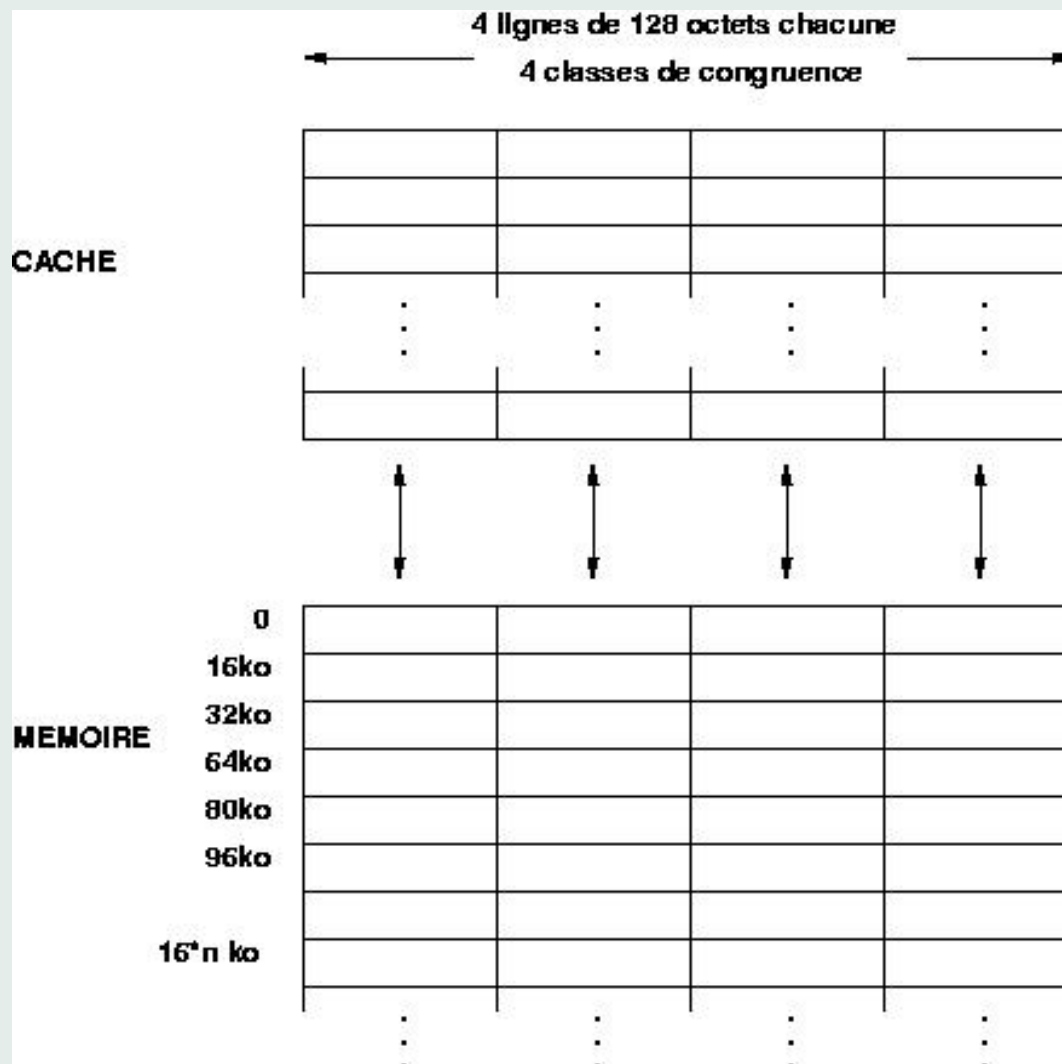 4 lignes de 128 octets chacune
4 classes de congruence
CACHE
0
16ko
32ko
MEMOIRE
64ko
80ko
96ko
16*n ko